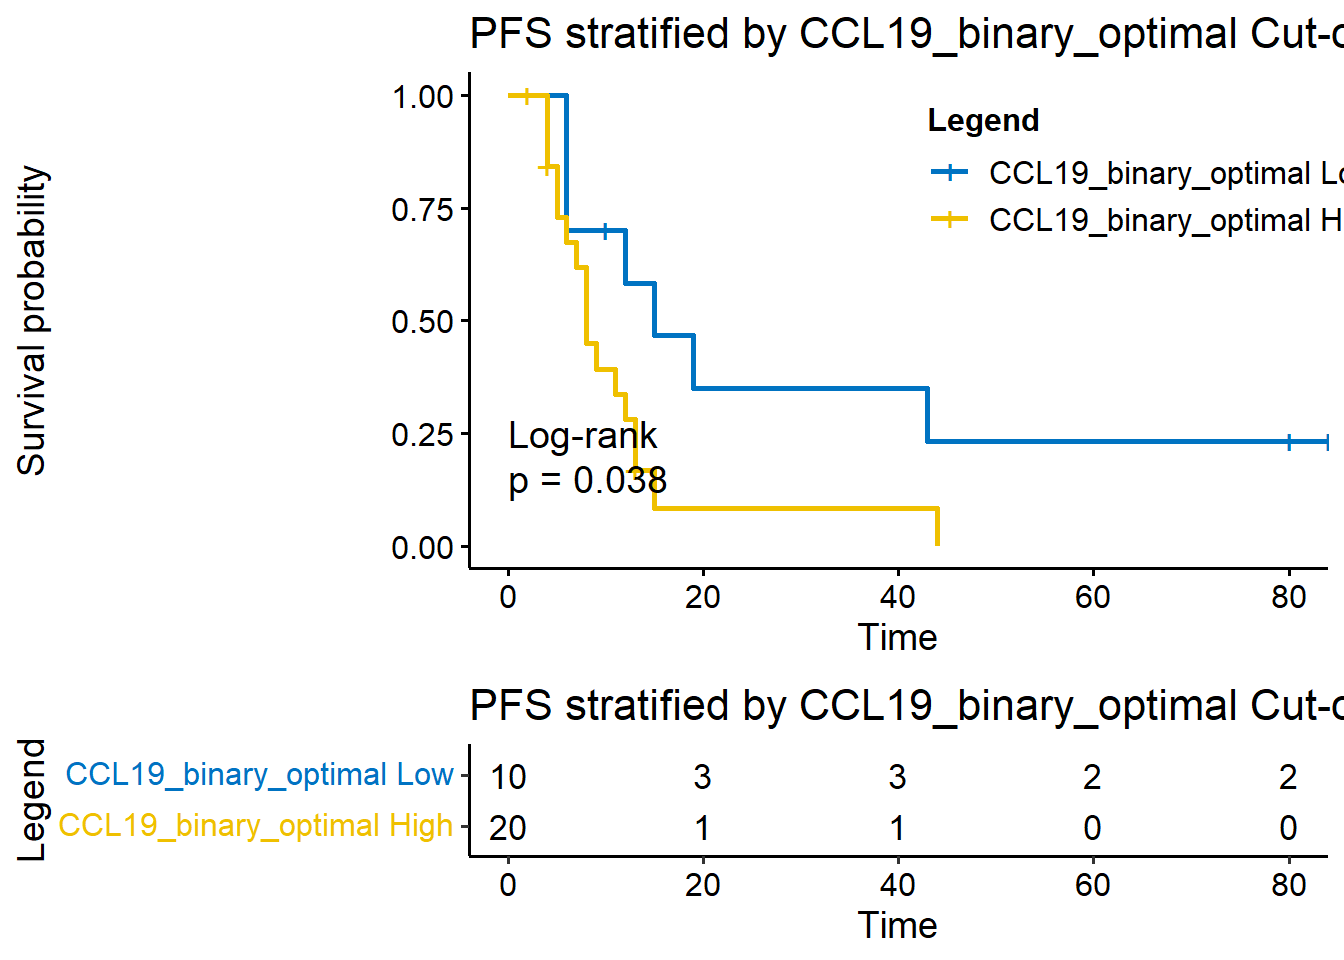 PFS stratified by CCL19_binary_optimal Cut-
Survival probability
1.00
0.75
0.50
0.25
0.00
Legend
CCL19_binary_optimal
CCL19_binary_optimal
Log-rank
p = 0.038
0 20 40 60 80
Time
PFS stratified by CCL19_binary_optimal Cut-
Legend
CCL19_binary_optimal Low 10 3 3 2 2
CCL19_binary_optimal High 20 1 1 0 0
0 20 40 60 80
Time